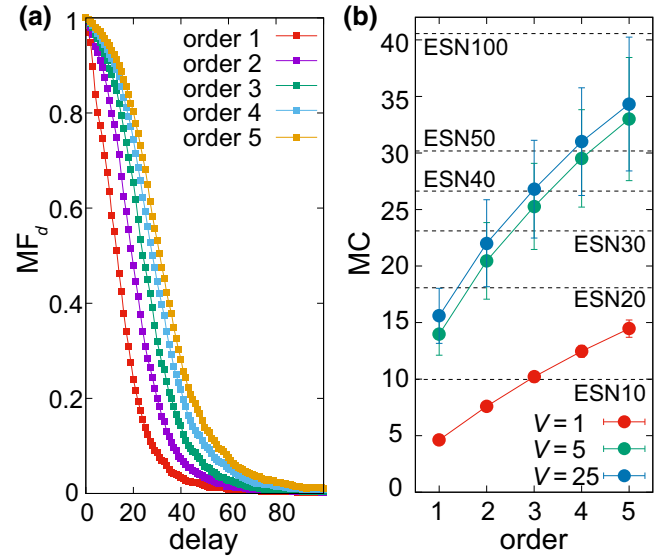 (a)
MF_d
1
0.8
0.6
0.4
0.2
0
0 20 40 60 80
delay
order 1
order 2
order 3
order 4
order 5
(b)
MC
40
35
30
25
20
15
10
5
0
1 2 3 4 5
order
ESN100
ESN50
ESN40
ESN30
ESN20
ESN10
V = 1
V = 5
V = 25